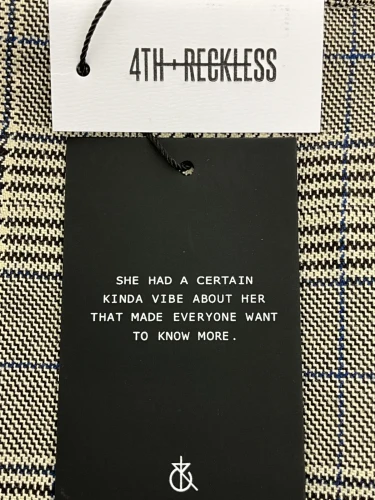 4TH+RECKLESS
SHE HAD A CERTAIN
KINDA VIBE ABOUT HER
THAT MADE EVERYONE WANT
TO KNOW MORE.